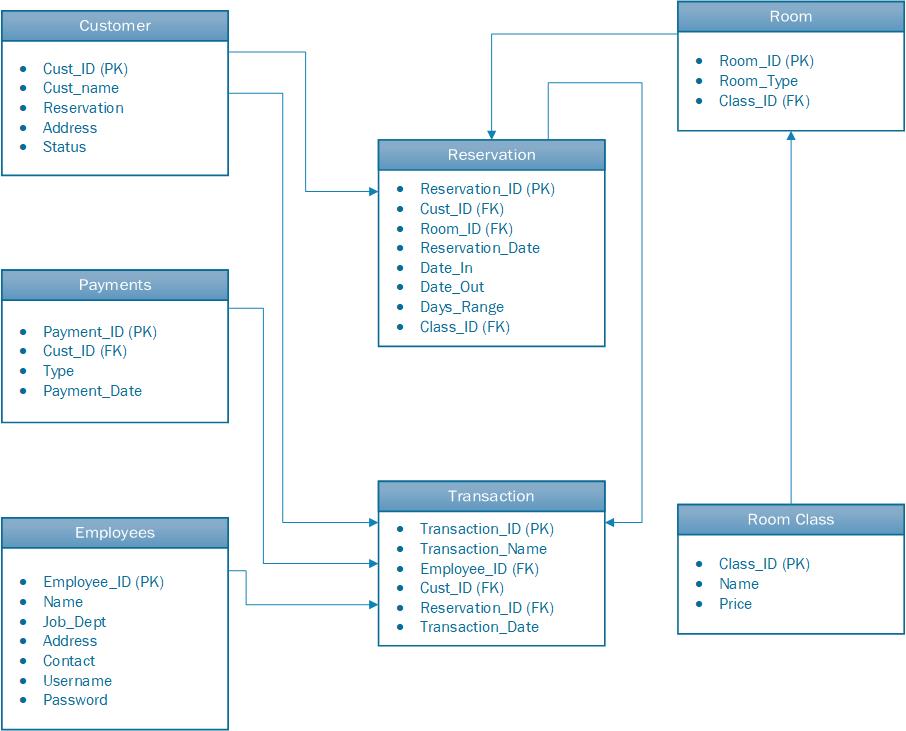 Customer
Cust_ID (PK)
Cust_name
Reservation
Address
Status
Payments
Payment_ID (PK)
Cust_ID (FK)
Type
Payment_Date
Employees
Employee_ID (PK)
Name
Job_Dept
Address
Contact
Username
Password
Reservation
Reservation_ID (PK)
Cust_ID (FK)
Room_ID (FK)
Reservation_Date
Date_In
Date_Out
Days_Range
Class_ID (FK)
Transaction
Transaction_ID (PK)
Transaction_Name
Employee_ID (FK)
Cust_ID (FK)
Reservation_ID (FK)
Transaction_Date
Room
Room_ID (PK)
Room_Type
Class_ID (FK)
Room Class
Class_ID (PK)
Name
Price